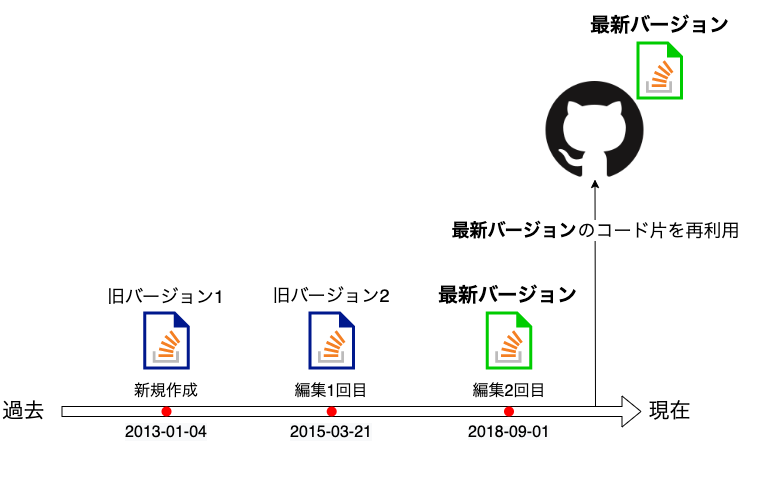 最新バージョン
最新バージョンのコード片を再利用
旧バージョン1
旧バージョン2
最新バージョン
新規作成
編集1回目
編集2回目
過去
現在
2013-01-04
2015-03-21
2018-09-01